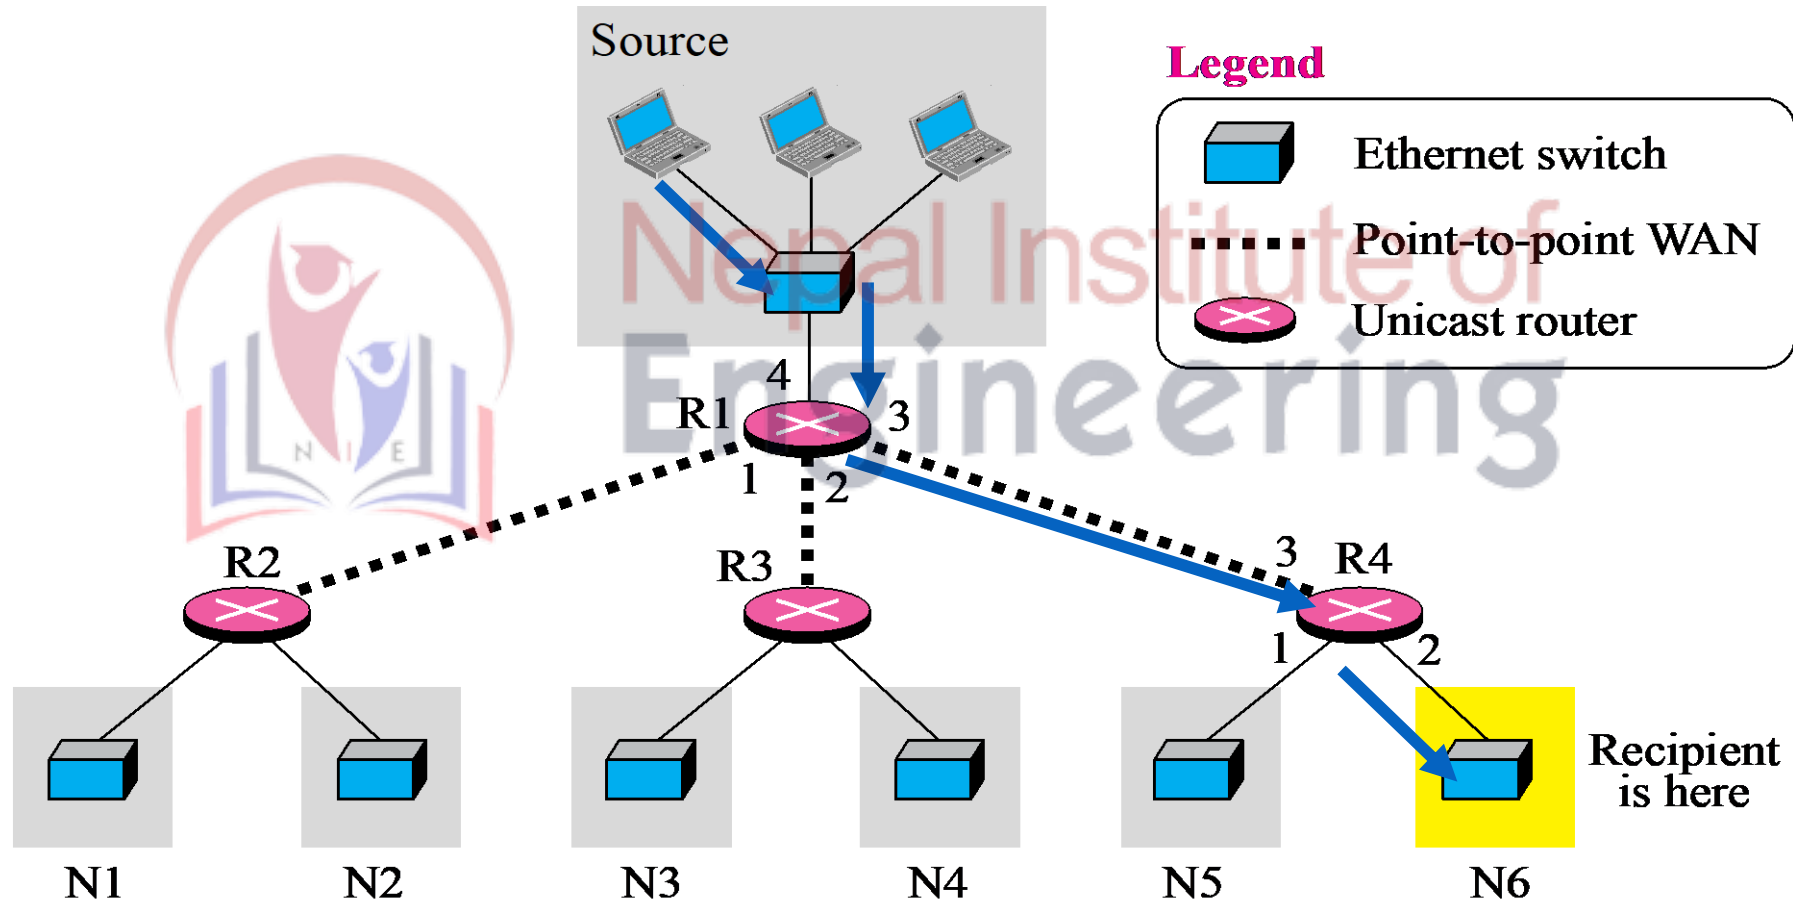 Source
Legend
Ethernet switch
Point-to-point WAN
Unicast router
Nepal Institute of
Engineering
N I E
4
R1
3
1
2
R2
R3
3
R4
1
2
Recipient
is here
N1
N2
N3
N4
N5
N6